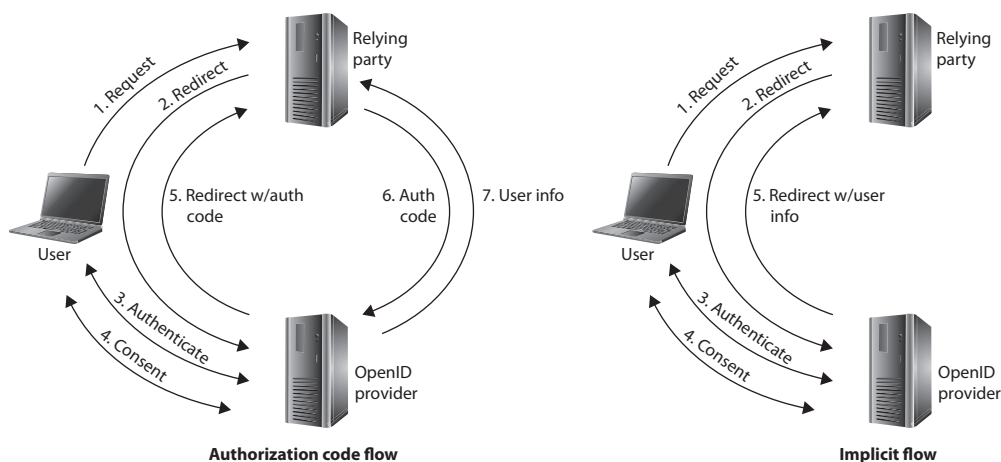 Relying
party
1. Request
2. Redirect
5. Redirect w/auth
code
6. Auth
code
7. User info
User
3. Authenticate
4. Consent
OpenID
provider
Authorization code flow
Relying
party
1. Request
2. Redirect
5. Redirect w/user
info
User
3. Authenticate
4. Consent
OpenID
provider
Implicit flow